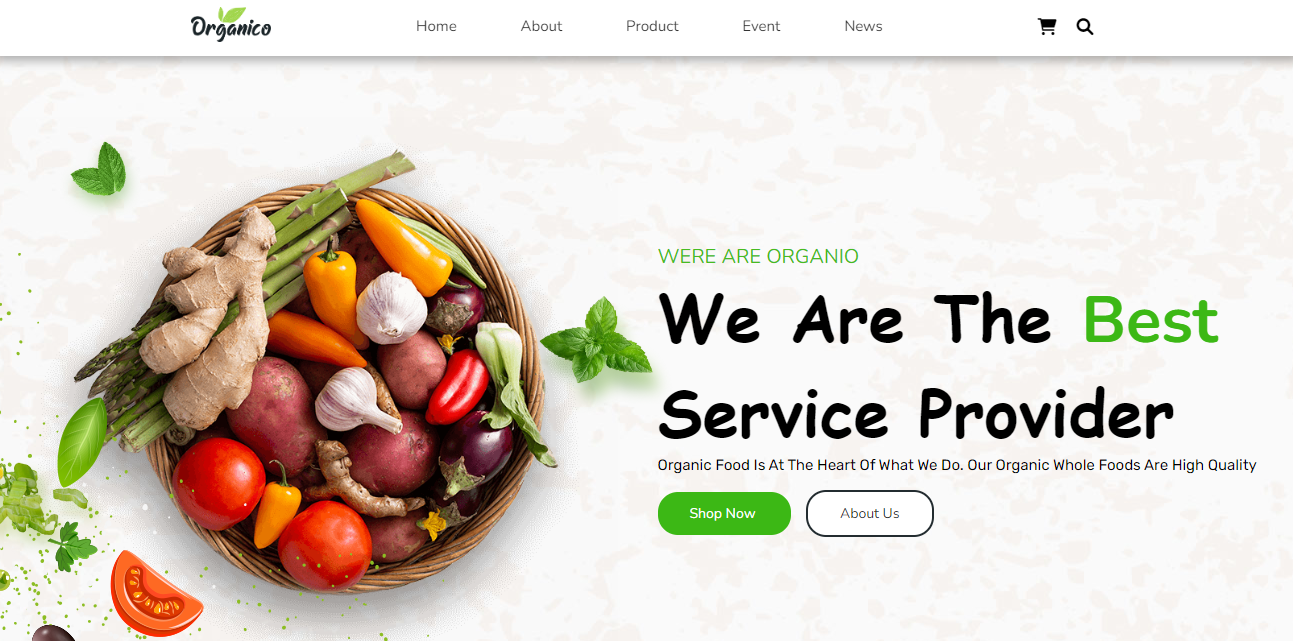 Organico
Home About Product Event News
WERE ARE ORGANIO
We Are The Best
Service Provider
Organic Food Is At The Heart Of What We Do. Our Organic Whole Foods Are High Quality
Shop Now About Us